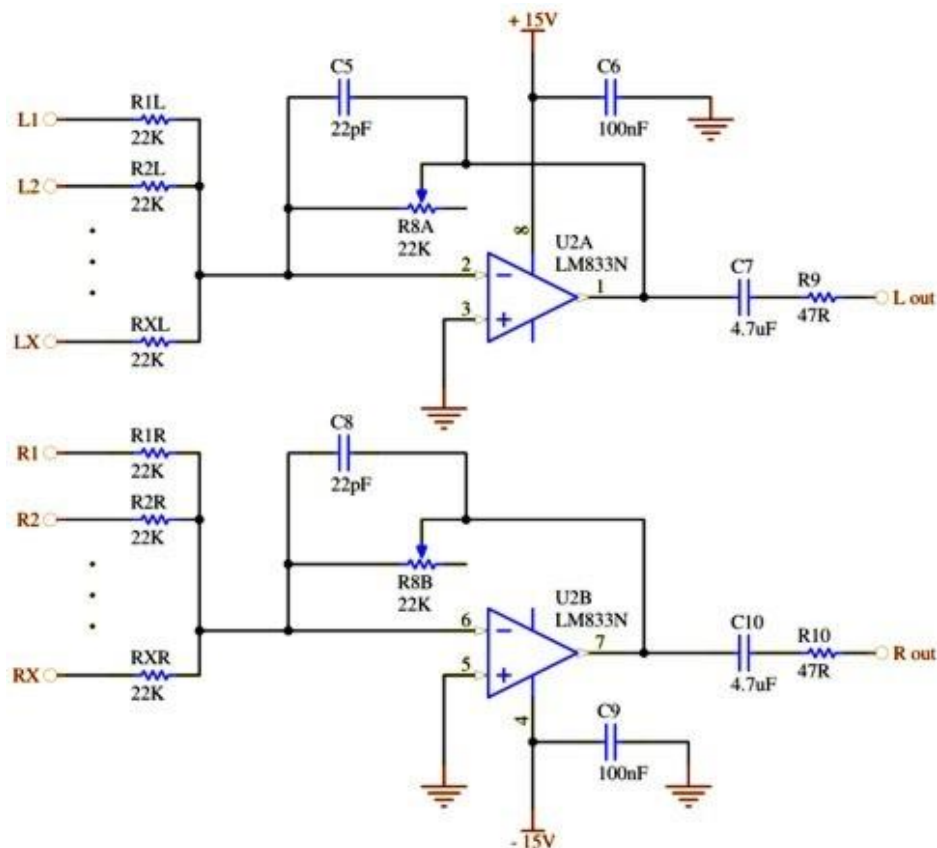 + 15V
C5
22pF
C6
100nF
L1
R1L
22K
L2
R2L
22K
R8A
22K
8
U2A
LM833N
2
3
1
C7
4.7uF
R9
47R
L out
LX
RXL
22K
C8
22pF
R1
R1R
22K
R2
R2R
22K
R8B
22K
U2B
LM833N
6
5
7
C10
4.7uF
R10
47R
R out
RX
RXR
22K
4
C9
100nF
- 15V